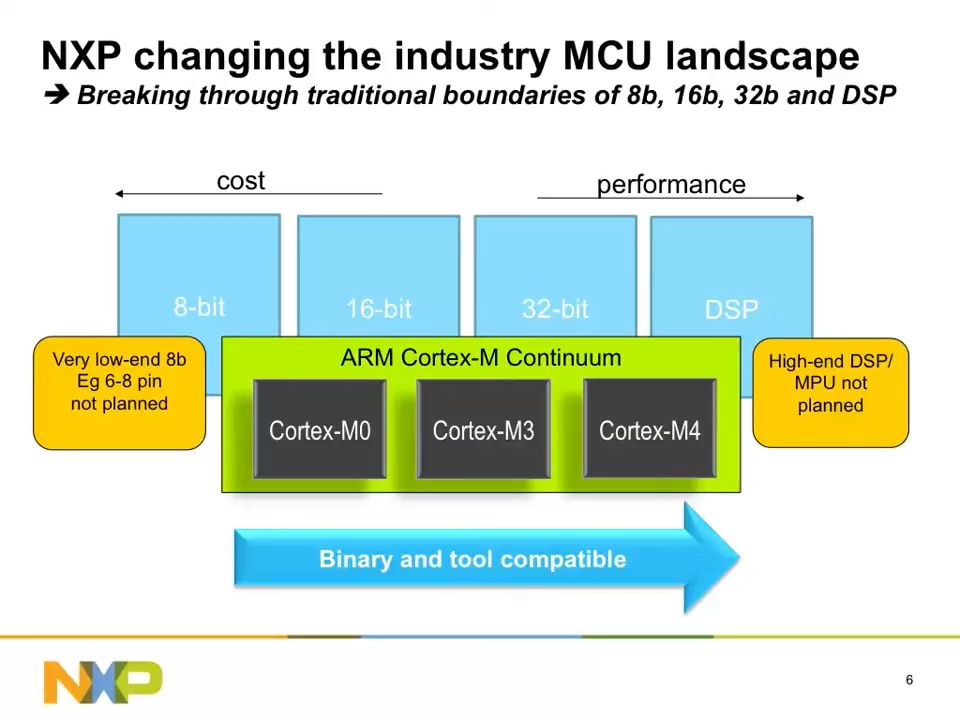 NXP changing the industry MCU landscape
➔ Breaking through traditional boundaries of 8b, 16b, 32b and DSP
cost
performance
8-bit
16-bit
32-bit
DSP
Very low-end 8b
Eg 6-8 pin
not planned
ARM Cortex-M Continuum
High-end DSP/
MPU not
planned
Cortex-M0
Cortex-M3
Cortex-M4
Binary and tool compatible
NXP
6